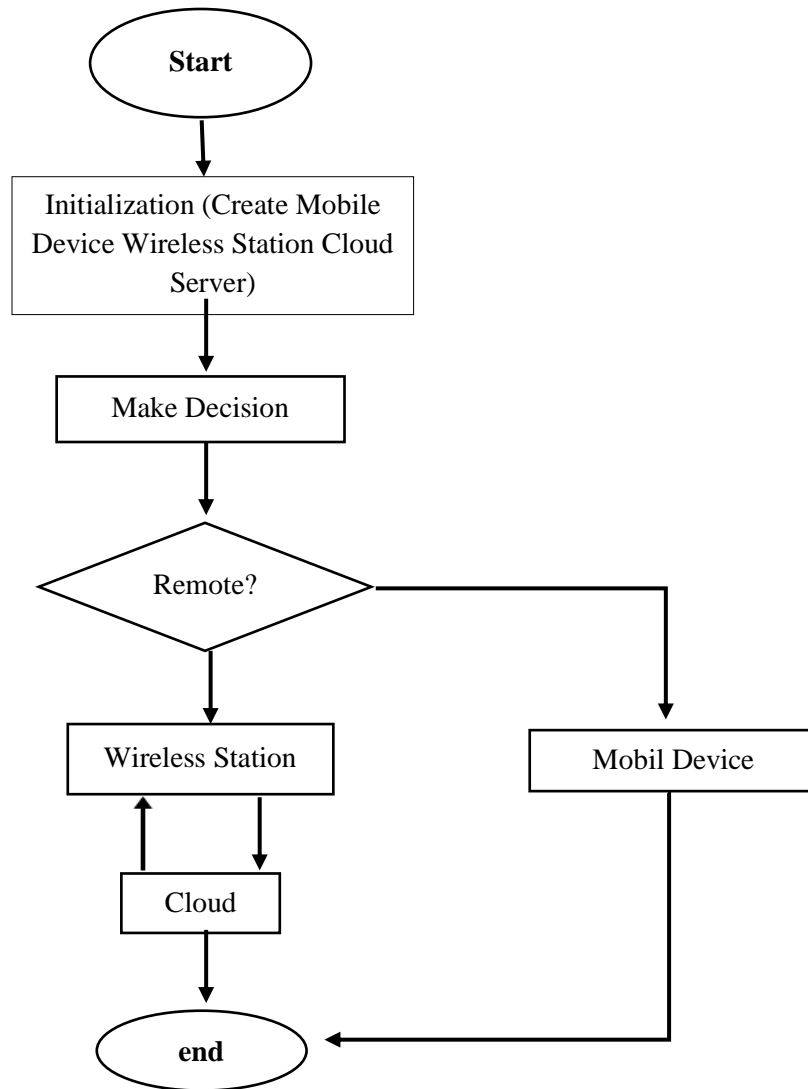 Start
Initialization (Create Mobile
Device Wireless Station Cloud
Server)
Make Decision
Remote?
Wireless Station
Mobil Device
Cloud
end